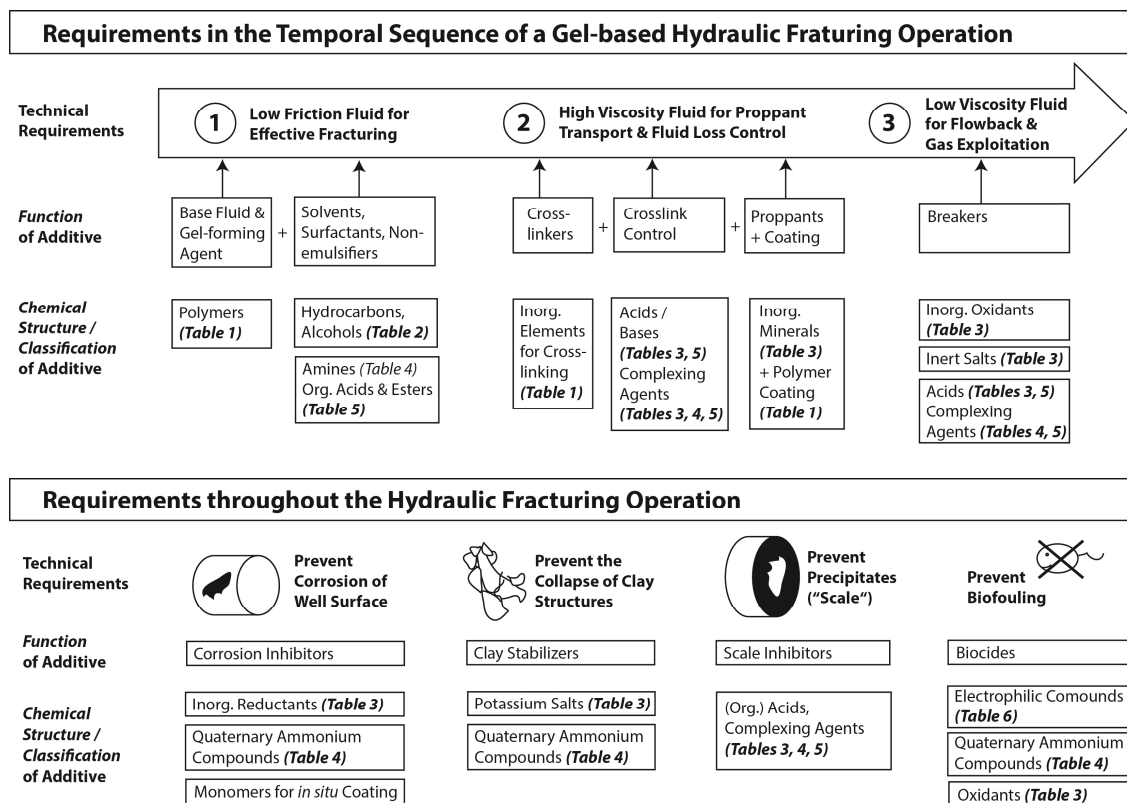 Requirements in the Temporal Sequence of a Gel-based Hydraulic Fraturing Operation
Technical
Requirements
1
Low Friction Fluid for
Effective Fracturing
2
High Viscosity Fluid for Proppant
Transport & Fluid Loss Control
3
Low Viscosity Fluid
for Flowback &
Gas Exploitation
Function
of Additive
Base Fluid &
Gel-forming
Agent
+
Solvents,
Surfactants, Non-
emulsifiers
Cross-
linkers
+
Crosslink
Control
+
Proppants
+ Coating
Breakers
Chemical
Structure /
Classification
of Additive
Polymers
(Table 1)
Hydrocarbons,
Alcohols (Table 2)
Amines (Table 4)
Org. Acids & Esters
(Table 5)
Inorg.
Elements
for Cross-
linking
(Table 1)
Acids /
Bases
(Tables 3, 5)
Complexing
Agents
(Tables 3, 4, 5)
Inorg.
Minerals
(Table 3)
+ Polymer
Coating
(Table 1)
Inorg. Oxidants
(Table 3)
Inert Salts (Table 3)
Acids (Tables 3, 5)
Complexing
Agents (Tables 4, 5)
Requirements throughout the Hydraulic Fracturing Operation
Technical
Requirements
Prevent
Corrosion of
Well Surface
Prevent the
Collapse of Clay
Structures
Prevent
Precipitates
("Scale")
Prevent
Biofouling
Function
of Additive
Corrosion Inhibitors
Clay Stabilizers
Scale Inhibitors
Biocides
Chemical
Structure /
Classification
of Additive
Inorg. Reductants (Table 3)
Quaternary Ammonium
Compounds (Table 4)
Monomers for in situ Coating
Potassium Salts (Table 3)
Quaternary Ammonium
Compounds (Table 4)
(Org.) Acids,
Complexing Agents
(Tables 3, 4, 5)
Electrophilic Comounds
(Table 6)
Quaternary Ammonium
Compounds (Table 4)
Oxidants (Table 3)